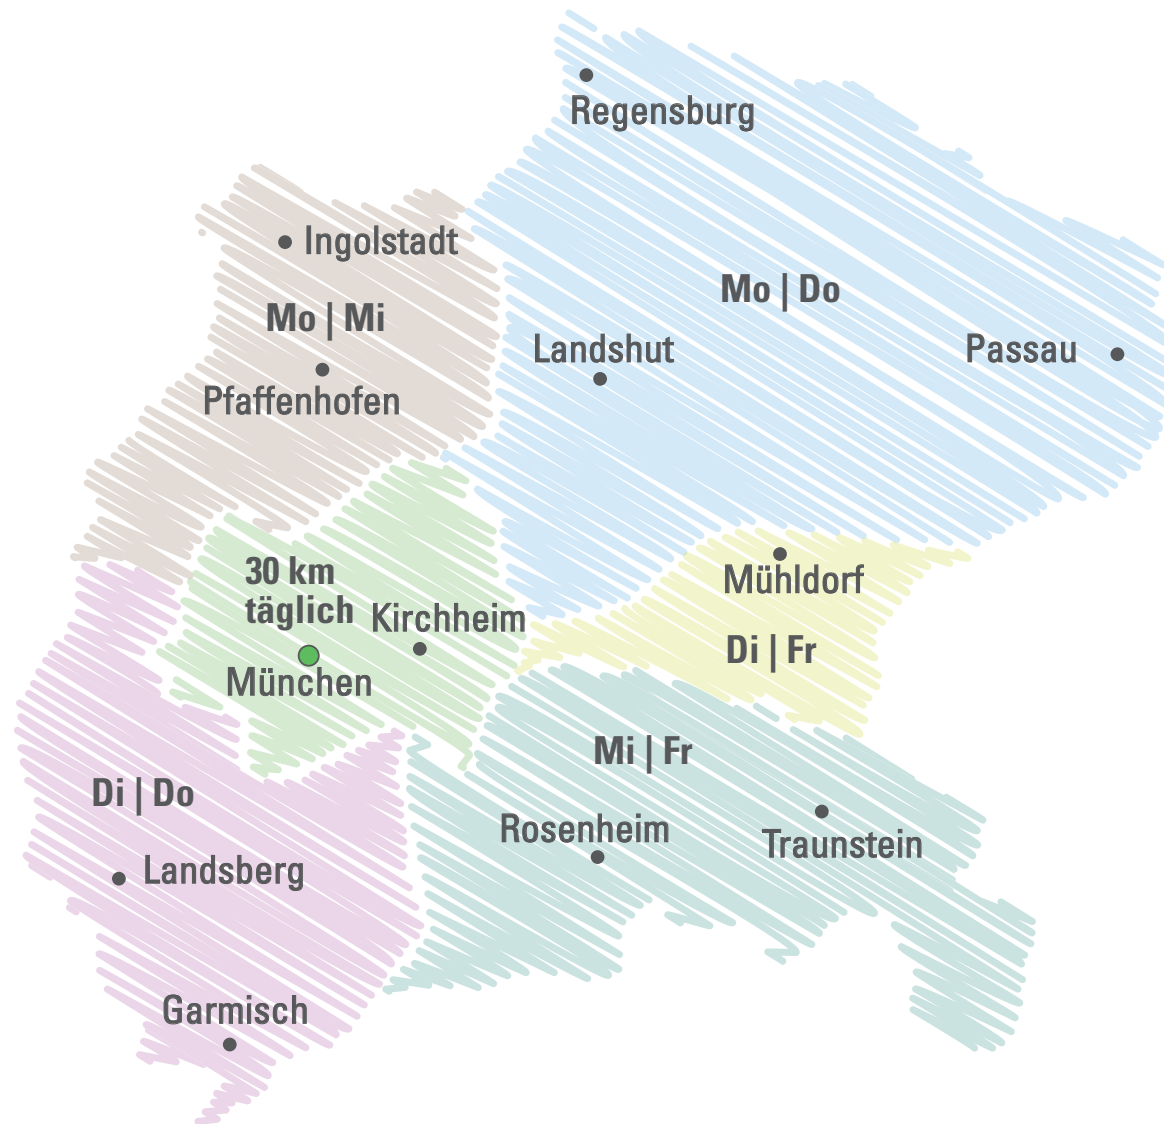 Regensburg
Ingolstadt
Mo | Do
Mo | Mi
Landshut
Passau
Pfaffenhofen
30 km
täglich
Kirchheim
Mühldorf
Di | Fr
München
Mi | Fr
Di | Do
Rosenheim
Traunstein
Landsberg
Garmisch